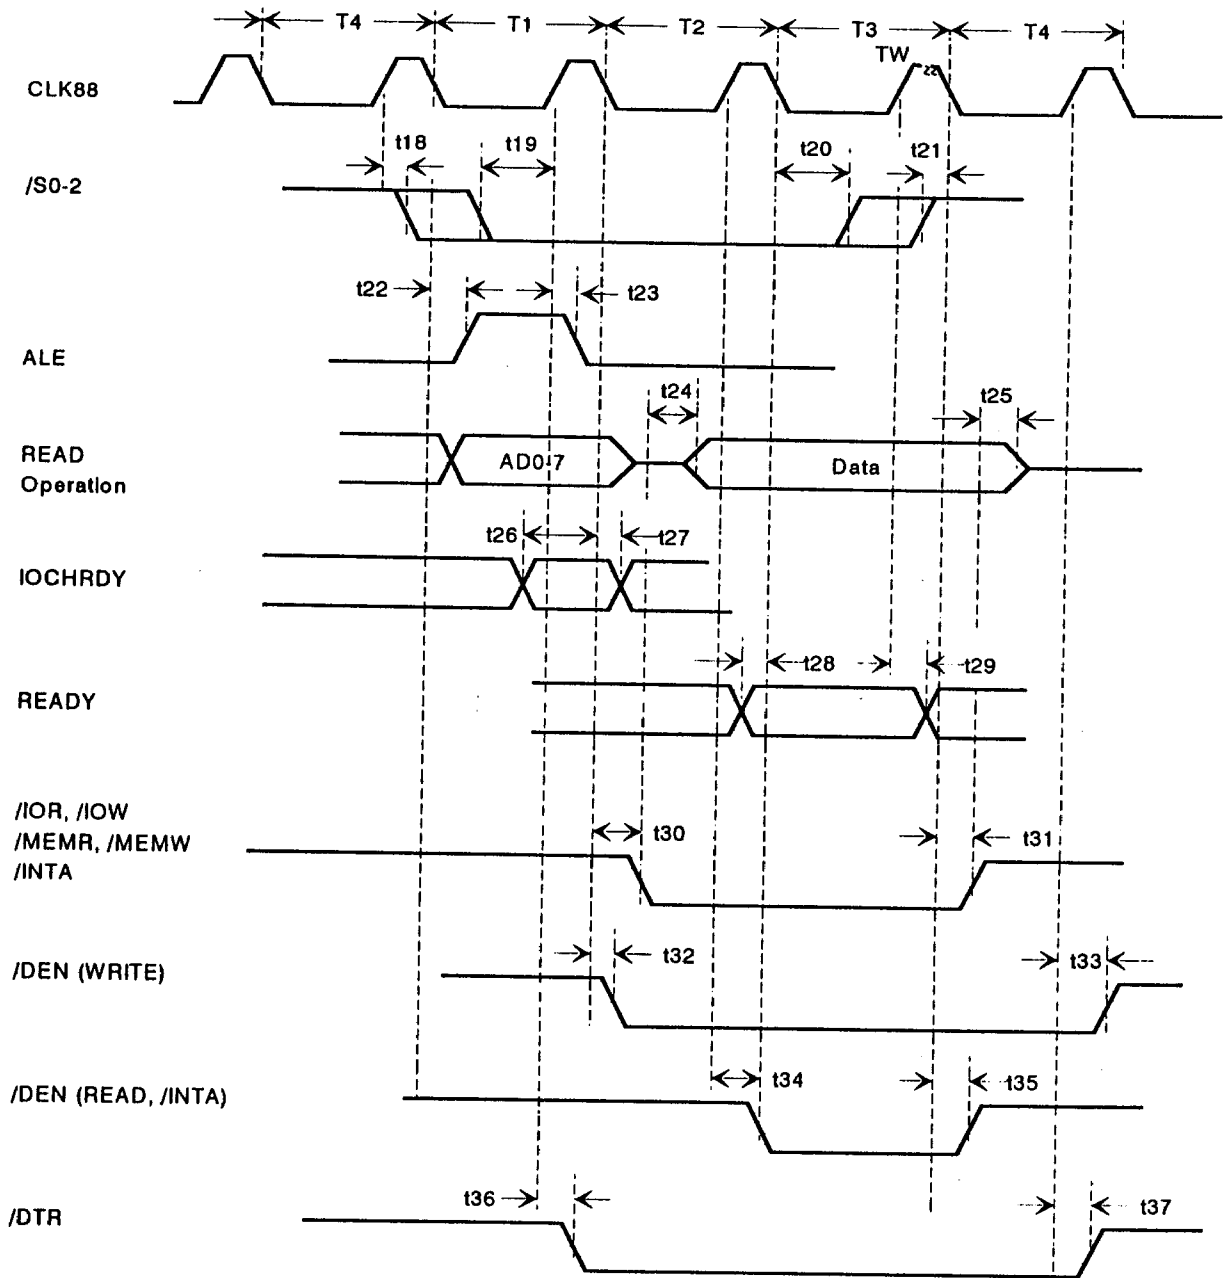 T4 T1 T2 T3 T4
TW
CLK88
t18 t19 t20 t21
/S0-2
t22 t23
ALE
t24 t25
READ
Operation
AD0-7 Data
t26 t27
IOCHRDY
t28 t29
READY
/IOR, /IOW
/MEMR, /MEMW
/INTA
t30 t31
/DEN (WRITE)
t32 t33
/DEN (READ, /INTA)
t34 t35
t36 t37
/DTR